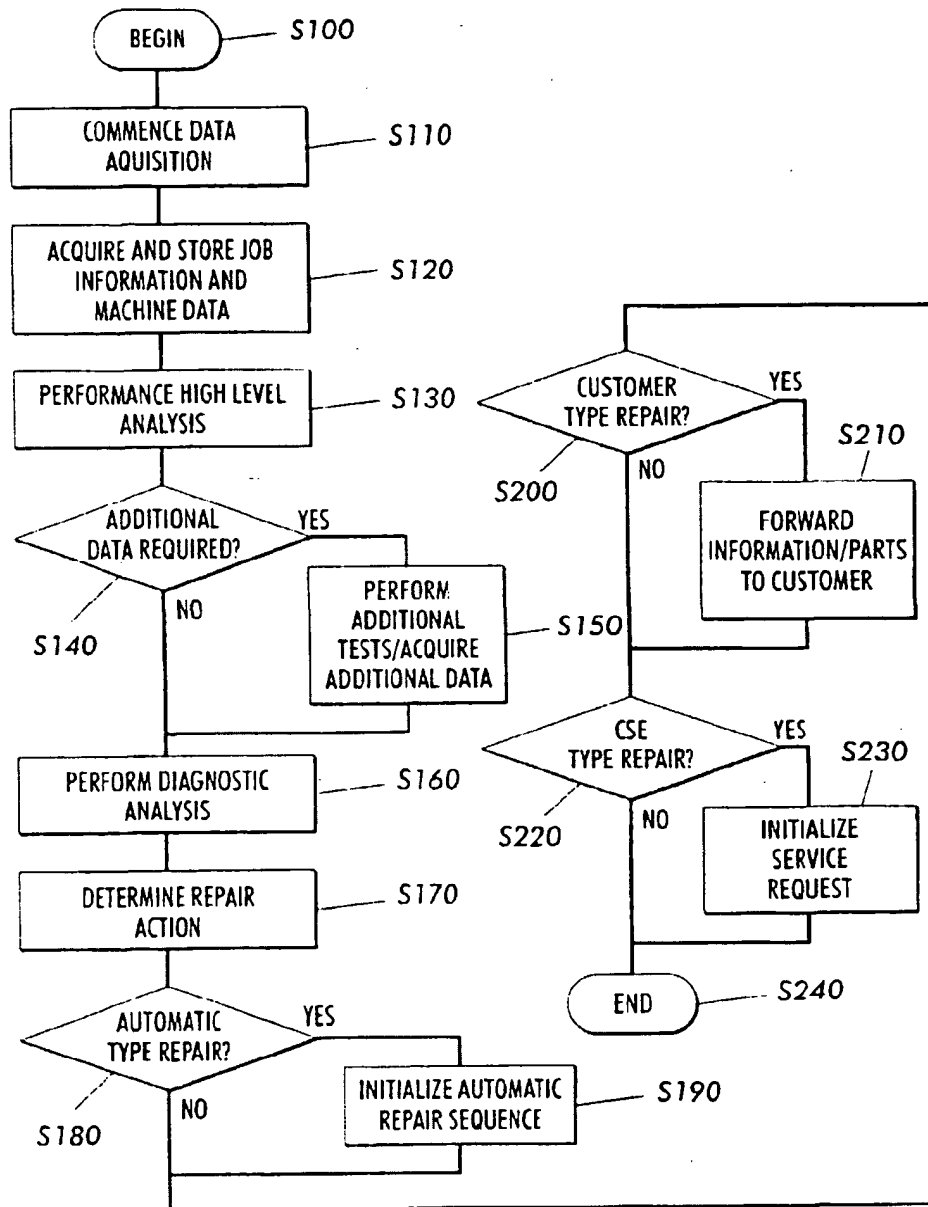 BEGIN
S100
COMMENCE DATA
AQUISITION
S110
ACQUIRE AND STORE JOB
INFORMATION AND
MACHINE DATA
S120
PERFORMANCE HIGH LEVEL
ANALYSIS
S130
ADDITIONAL
DATA REQUIRED?
YES
NO
S140
PERFORM
ADDITIONAL
TESTS/ACQUIRE
ADDITIONAL DATA
S150
PERFORM DIAGNOSTIC
ANALYSIS
S160
DETERMINE REPAIR
ACTION
S170
AUTOMATIC
TYPE REPAIR?
YES
NO
S180
INITIALIZE AUTOMATIC
REPAIR SEQUENCE
S190
CUSTOMER
TYPE REPAIR?
YES
NO
S200
S210
FORWARD
INFORMATION/PARTS
TO CUSTOMER
CSE
TYPE REPAIR?
YES
NO
S220
S230
INITIALIZE
SERVICE
REQUEST
END
S240